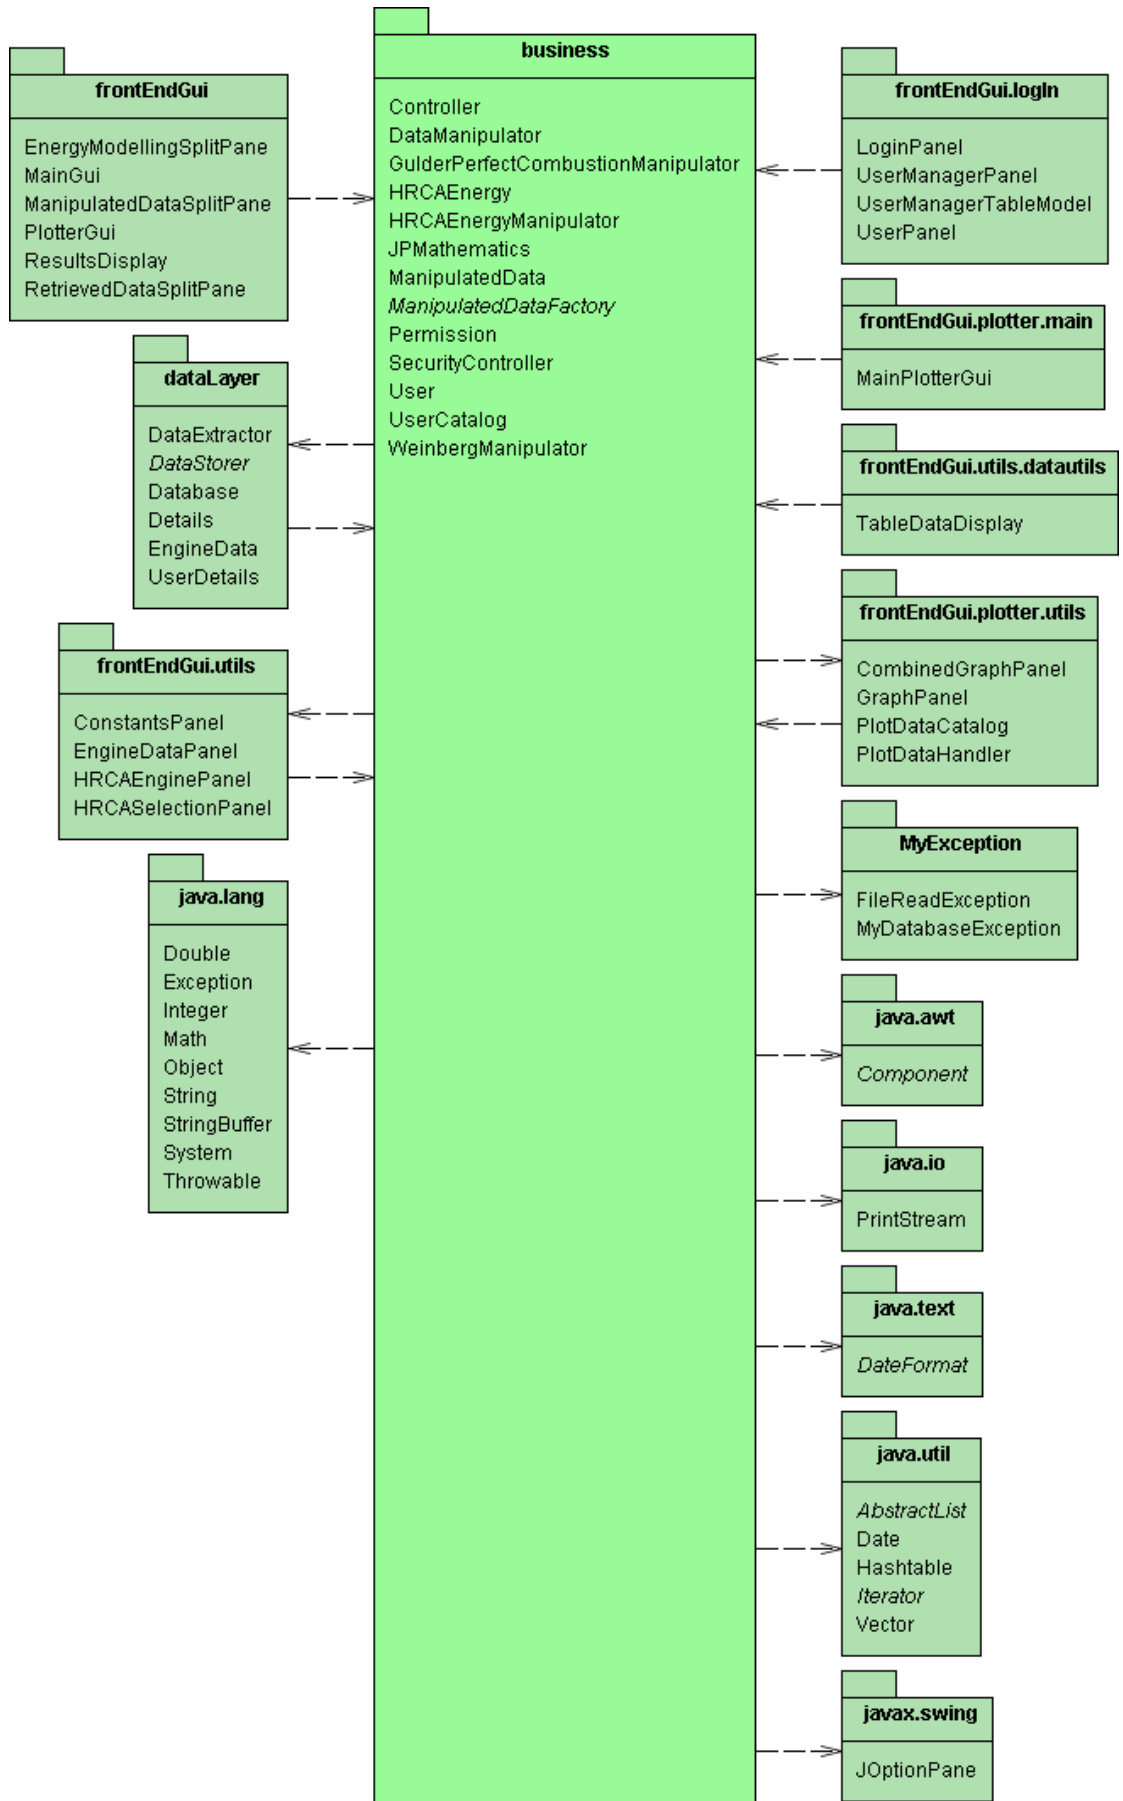 business
Controller
DataManipulator
GulderPerfectCombustionManipulator
HRCAEnergy
HRCAEnergyManipulator
JPMathematics
ManipulatedData
ManipulatedDataFactory
Permission
SecurityController
User
UserCatalog
WeinbergManipulator
frontEndGui
EnergyModellingSplitPane
MainGui
ManipulatedDataSplitPane
PlotterGui
ResultsDisplay
RetrievedDataSplitPane
dataLayer
DataExtractor
DataStorer
Database
Details
EngineData
UserDetails
frontEndGui.utils
ConstantsPanel
EngineDataPanel
HRCAEnginePanel
HRCASelectionPanel
java.lang
Double
Exception
Integer
Math
Object
String
StringBuffer
System
Throwable
frontEndGui.logIn
LoginPanel
UserManagerPanel
UserManagerTableModel
UserPanel
frontEndGui.plotter.main
MainPlotterGui
frontEndGui.utils.datautils
TableDataDisplay
frontEndGui.plotter.utils
CombinedGraphPanel
GraphPanel
PlotDataCatalog
PlotDataHandler
MyException
FileReadException
MyDatabaseException
java.awt
Component
java.io
PrintStream
java.text
DateFormat
java.util
AbstractList
Date
Hashtable
Iterator
Vector
javax.swing
JOptionPane